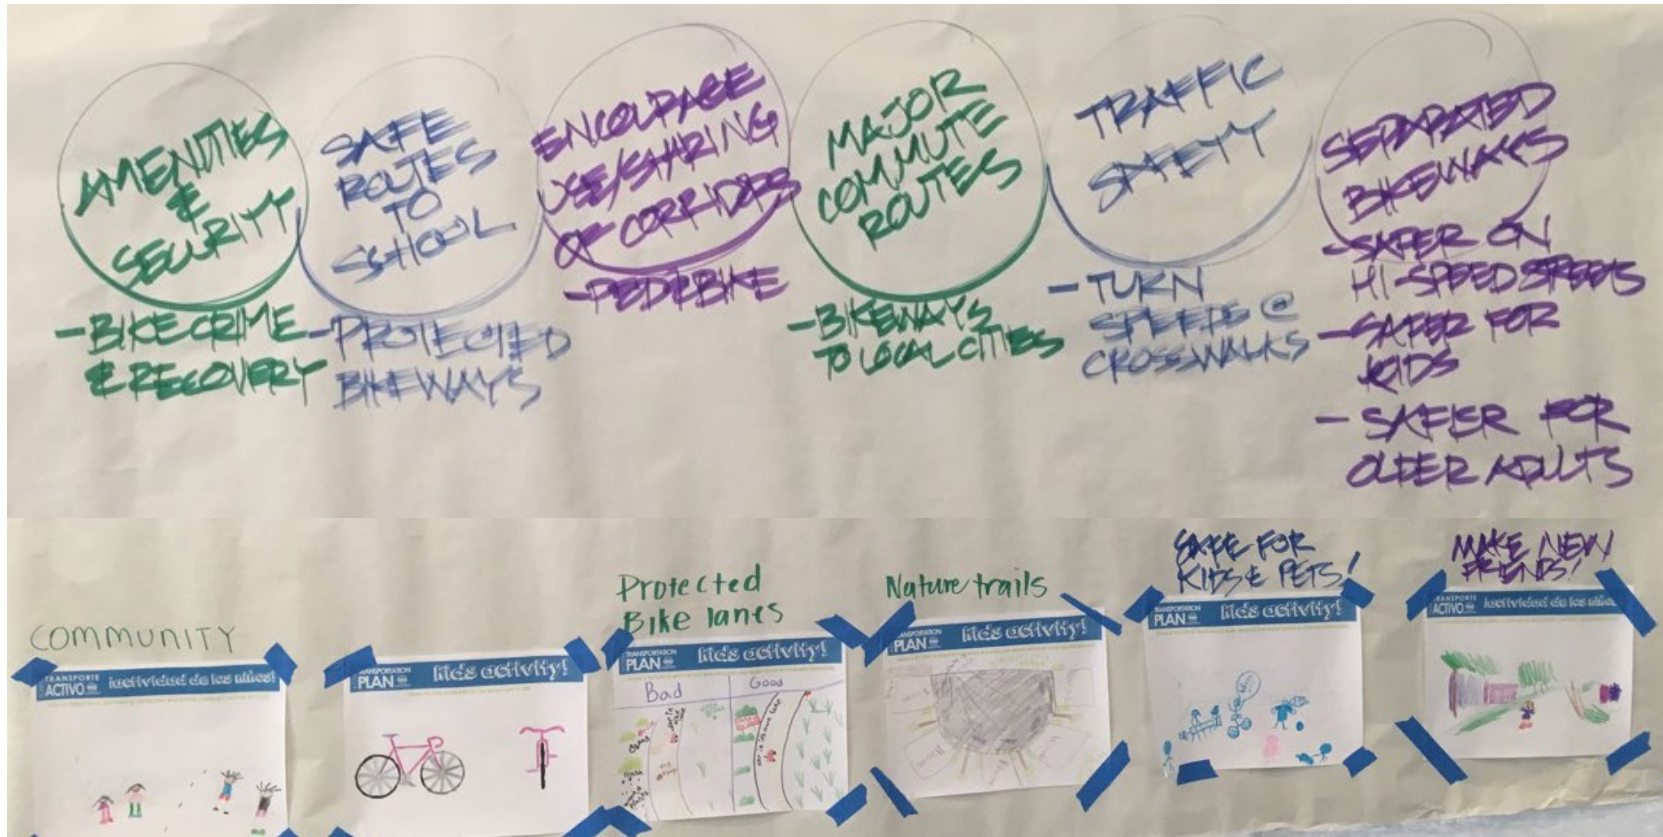 AMENITIES
&
SECURITY
- BIKE CRIME
& RECOVERY
SAFE
ROUTES
TO
SCHOOL
- PROTECTED
BIKEWAYS
ENCOURAGE
USE/SHARING
OF CORRIDORS
- PED & BIKE
MAJOR
COMMUTE
ROUTES
- BIKEWAYS
TO LOCAL CITIES
TRAFFIC
SAFETY
- TURN
SPEEDS @
CROSSWALKS
SEPARATED
BIKEWAYS
- SAFER ON
HI-SPEED STREETS
- SAFER FOR
KIDS
- SAFER FOR
OLDER ADULTS
COMMUNITY
TRANSPORTE
ACTIVO
¡actividad de los niños!
TRANSPORTATION
PLAN
Kids activity!
Protected
Bike lanes
TRANSPORTATION
PLAN
Kids activity!
Bad
Good
Nature trails
TRANSPORTATION
PLAN
Kids activity!
SAFE FOR
KIDS & PETS!
TRANSPORTATION
PLAN
Kids activity!
MAKE NEW
FRIENDS!
TRANSPORTE
ACTIVO
¡actividad de los niños!